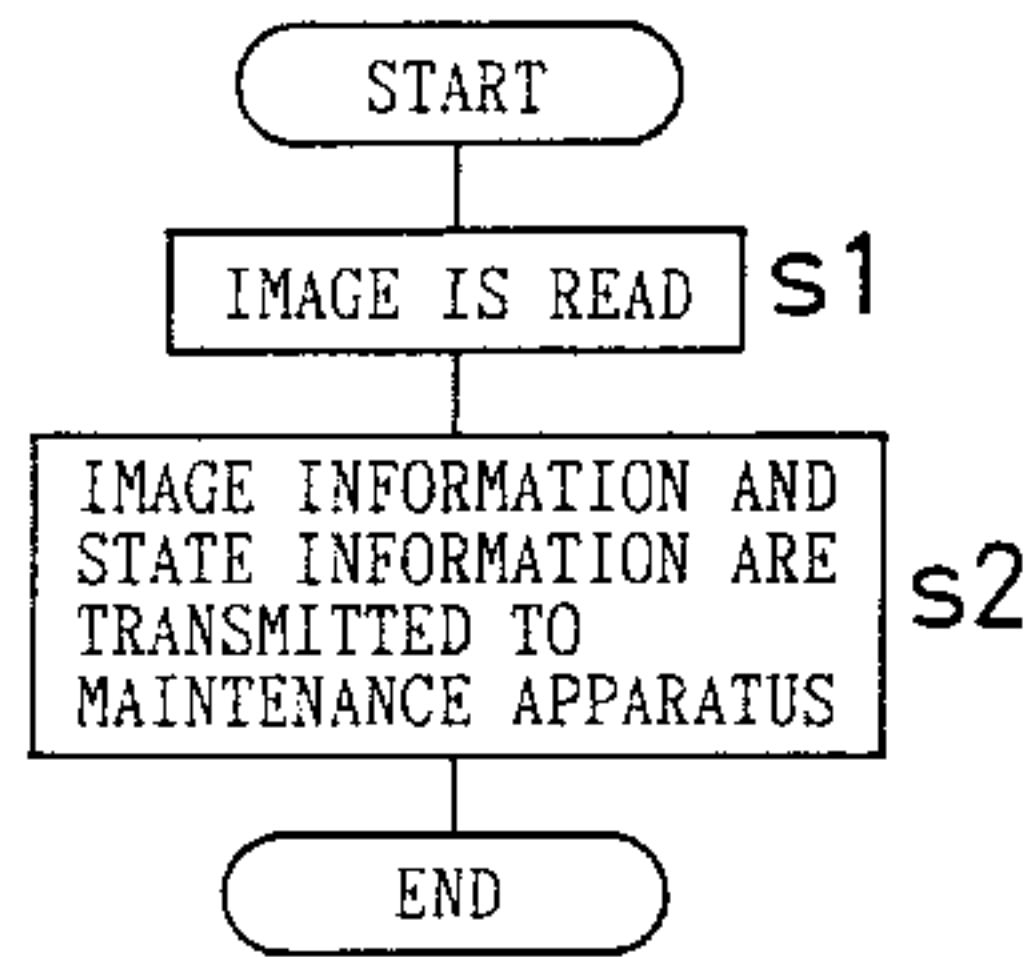 START
IMAGE IS READ
s1
IMAGE INFORMATION AND
STATE INFORMATION ARE
TRANSMITTED TO
MAINTENANCE APPARATUS
s2
END